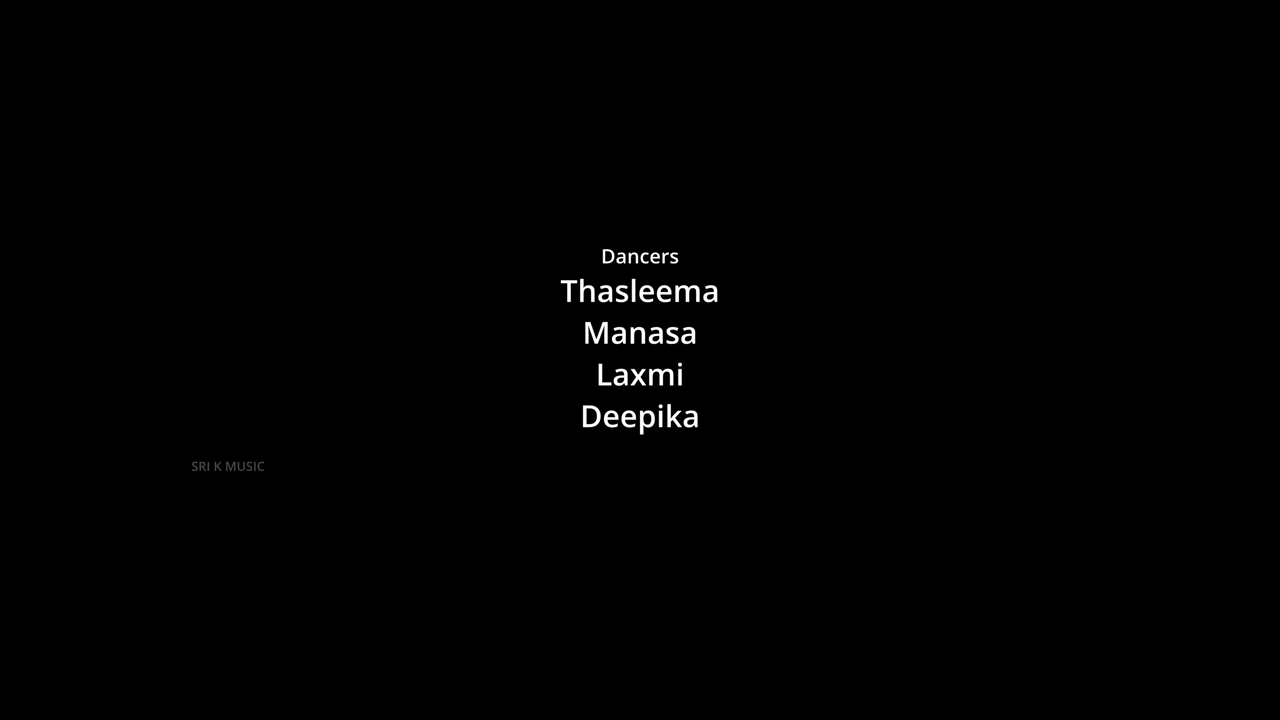 Dancers
Thasleema
Manasa
Laxmi
Deepika
SRI K MUSIC